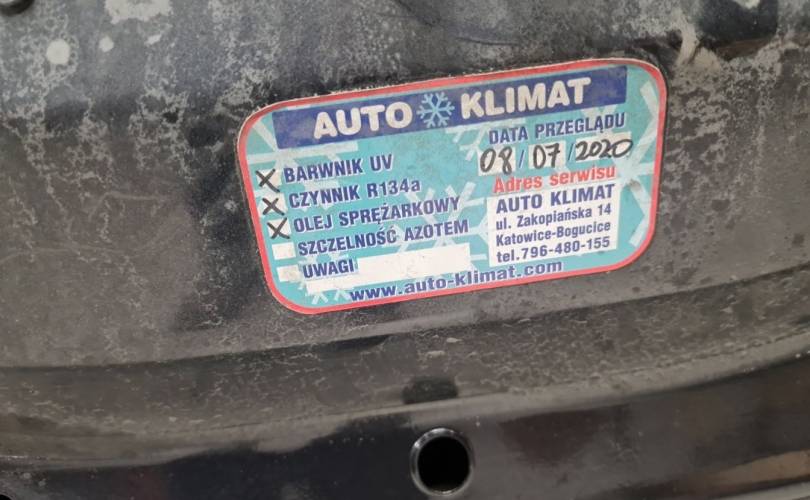 AUTO KLIMAT
DATA PRZEGLĄDU
08/07/2020
X BARWNIK UV
X CZYNNIK R134a
X OLEJ SPRĘŻARKOWY
SZCZELNOŚĆ AZOTEM
UWAGI
Adres serwisu
AUTO KLIMAT
ul. Zakopiańska 14
Katowice-Bogucice
tel.796-480-155
www.auto-klimat.com